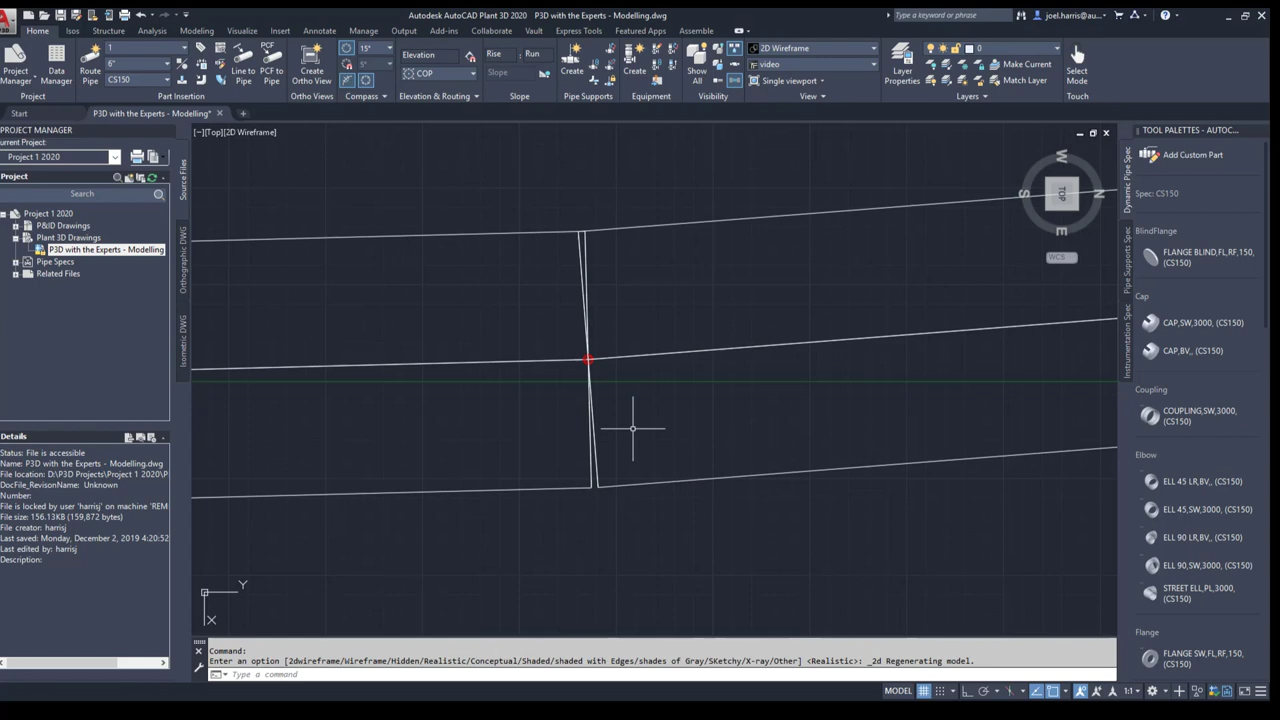 Autodesk AutoCAD Plant 3D 2020 P3D with the Experts - Modelling.dwg
Type a keyword or phrase
joel.harris@au...
Home Isos Structure Analysis Modeling Visualize Insert Annotate Manage Output Add-ins Collaborate Vault Express Tools Featured Apps Assemble
Project Manager
Data Manager
Project
Route Pipe
1
6"
CS150
Line to Pipe
PCF to Pipe
Part Insertion
Create Ortho View
Ortho Views
15°
5°
Compass
Elevation
COP
Elevation & Routing
Rise Run
Slope
Slope
Create
Pipe Supports
Create
Equipment
Show All
Visibility
2D Wireframe
video
Single viewport
View
Layer Properties
0
Make Current
Match Layer
Layers
Select Mode
Touch
Start P3D with the Experts - Modelling*
PROJECT MANAGER
urrent Project:
Project 1 2020
Project
Search
Project 1 2020
P&ID Drawings
Plant 3D Drawings
P3D with the Experts - Modelling
Pipe Specs
Related Files
Source Files
Orthographic DWG
Isometric DWG
Details
Status: File is accessible
Name: P3D with the Experts - Modelling.dwg
File location: D:\P3D Projects\Project 1 2020\P
DocFile_RevisonName: Unknown
Number:
File is locked by user 'harrisj' on machine 'REM
File size: 156.13KB (159,872 bytes)
File creator: harrisj
Last saved: Monday, December 2, 2019 4:20:52
Last edited by: harrisj
Description:
[−][Top][2D Wireframe]
W
S TOP N
E
WCS
Y
X
Command:
Enter an option [2dwireframe/Wireframe/Hidden/Realistic/Conceptual/Shaded/shaded with Edges/shades of Gray/SKetchy/X-ray/Other] <Realistic>: _2d Regenerating model.
Type a command
MODEL
1:1
TOOL PALETTES - AUTOC...
Dynamic Pipe Spec
Pipe Supports Spec
Instrumentation Spec
Add Custom Part
Spec: CS150
BlindFlange
FLANGE BLIND,FL,RF,150,
(CS150)
Cap
CAP,SW,3000, (CS150)
CAP,BV,, (CS150)
Coupling
COUPLING,SW,3000,
(CS150)
Elbow
ELL 45 LR,BV,, (CS150)
ELL 45,SW,3000, (CS150)
ELL 90 LR,BV,, (CS150)
ELL 90,SW,3000, (CS150)
STREET ELL,PL,3000,
(CS150)
Flange
FLANGE SW,FL,RF,150,
(CS150)